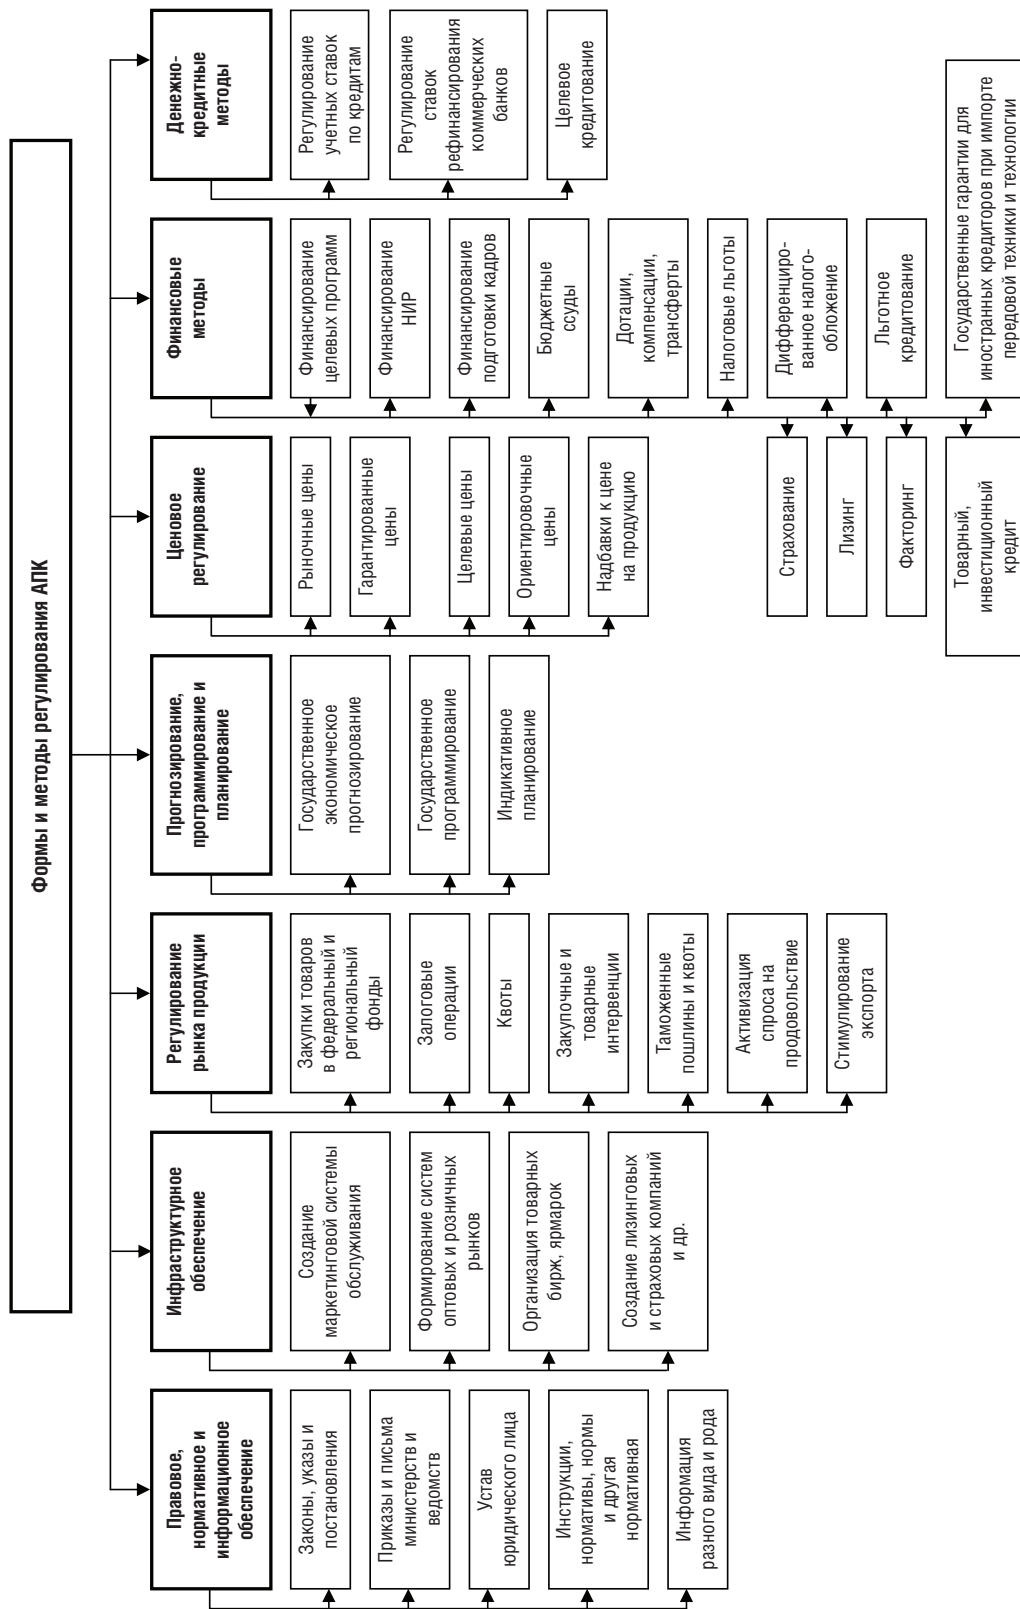 Формы и методы регулирования АПК
Правовое,
нормативное и
информационное
обеспечение
Законы, указы и
постановления
Приказы и письма
министерств и
ведомств
Устав
юридического лица
Инструкции,
нормативы, нормы
и другая
нормативная
Информация
разного вида и рода
Инфраструктурное
обеспечение
Создание
маркетинговой системы
обслуживания
Формирование систем
оптовых и розничных
рынков
Организация товарных
бирж, ярмарок
Создание лизинговых
и страховых компаний
и др.
Регулирование
рынка продукции
Закупки товаров
в федеральный и
региональный
фонды
Залоговые
операции
Квоты
Закупочные и
товарные
интервенции
Таможенные
пошлины и квоты
Активизация
спроса на
продовольствие
Стимулирование
экспорта
Прогнозирование,
программирование и
планирование
Государственное
экономическое
прогнозирование
Государственное
программирование
Индикативное
планирование
Ценовое
регулирование
Рыночные цены
Гарантированные
цены
Целевые цены
Ориентировочные
цены
Надбавки к цене
на продукцию
Финансовые
методы
Финансирование
целевых программ
Финансирование
НИР
Финансирование
подготовки кадров
Бюджетные
ссуды
Дотации,
компенсации,
трансферты
Налоговые льготы
Дифференциро-
ванное налого-
обложение
Льготное
кредитование
Государственные гарантии для
иностранных кредиторов при импорте
передовой техники и технологии
Страхование
Лизинг
Факторинг
Товарный,
инвестиционный
кредит
Денежно-
кредитные
методы
Регулирование
учетных ставок
по кредитам
Регулирование
ставок
рефинансирования
коммерческих
банков
Целевое
кредитование